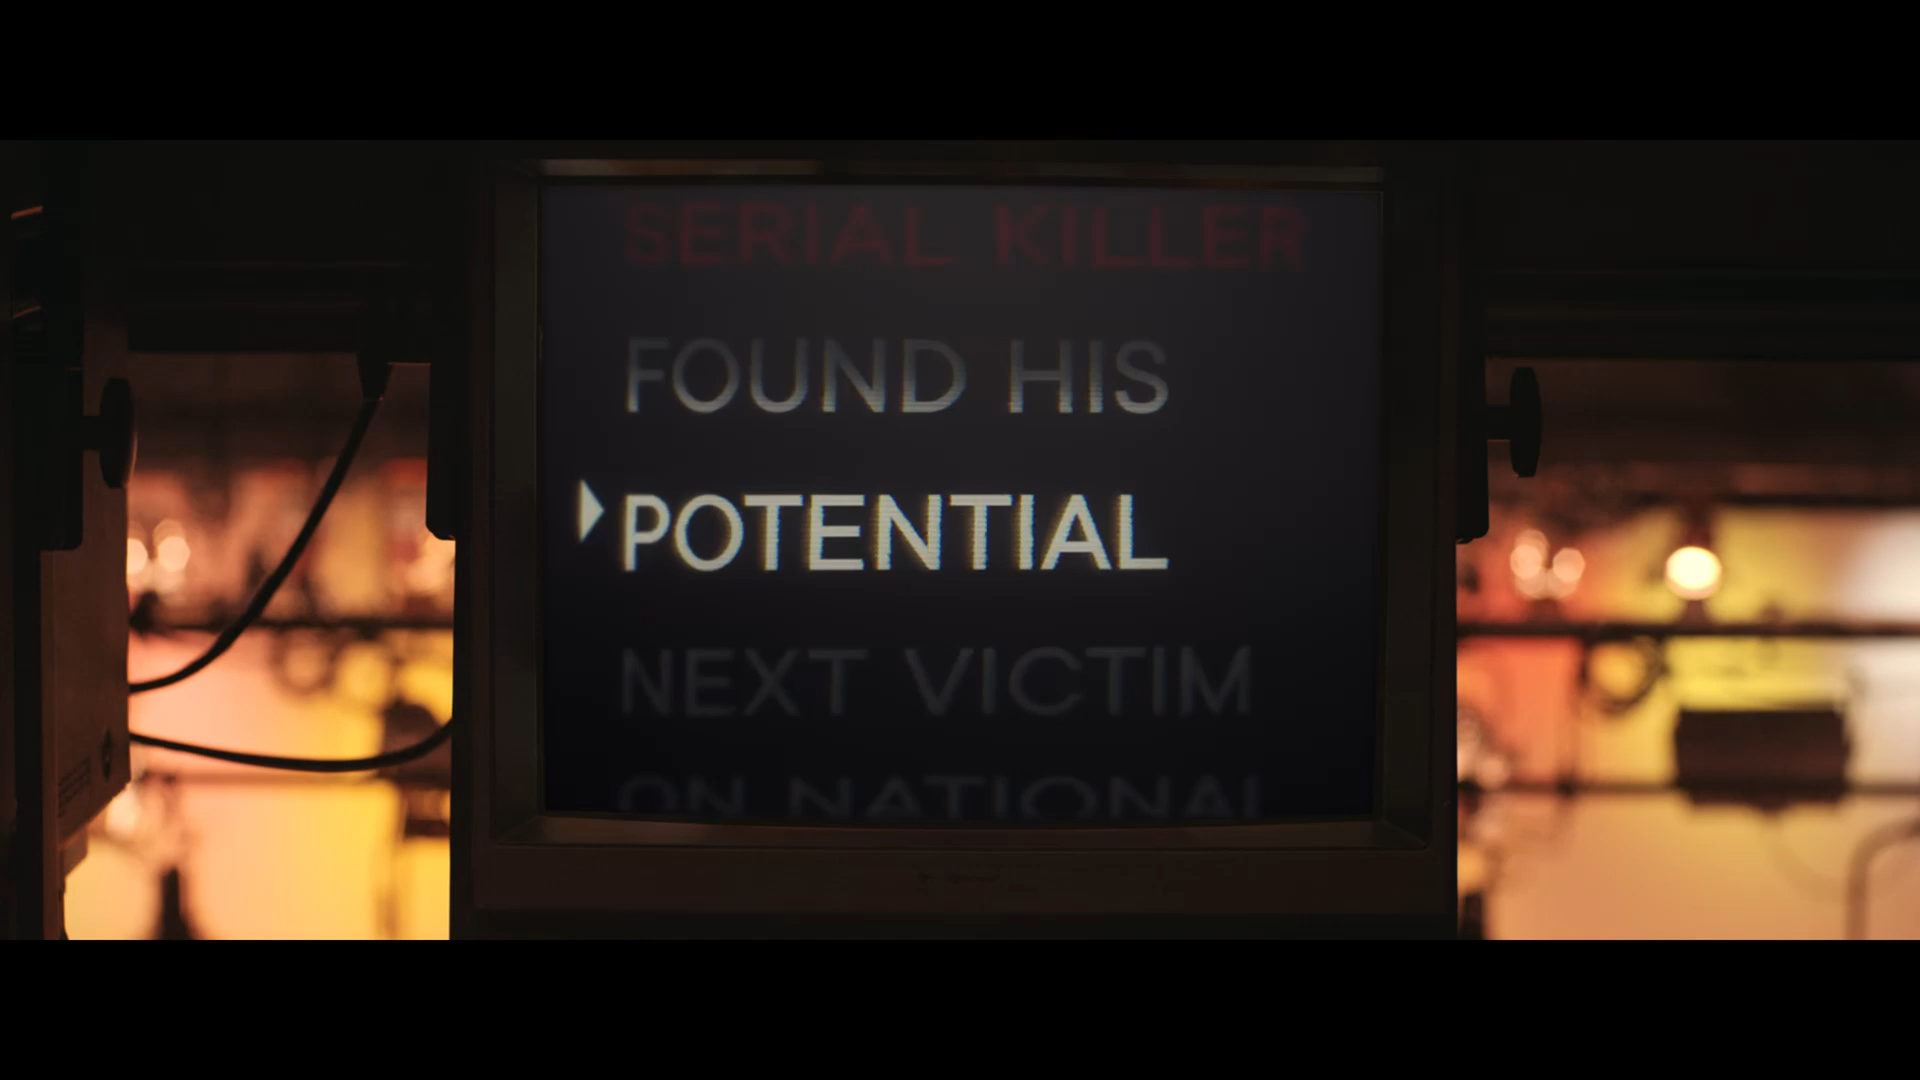 SERIAL KILLER
FOUND HIS
POTENTIAL
NEXT VICTIM
ON NATIONAL